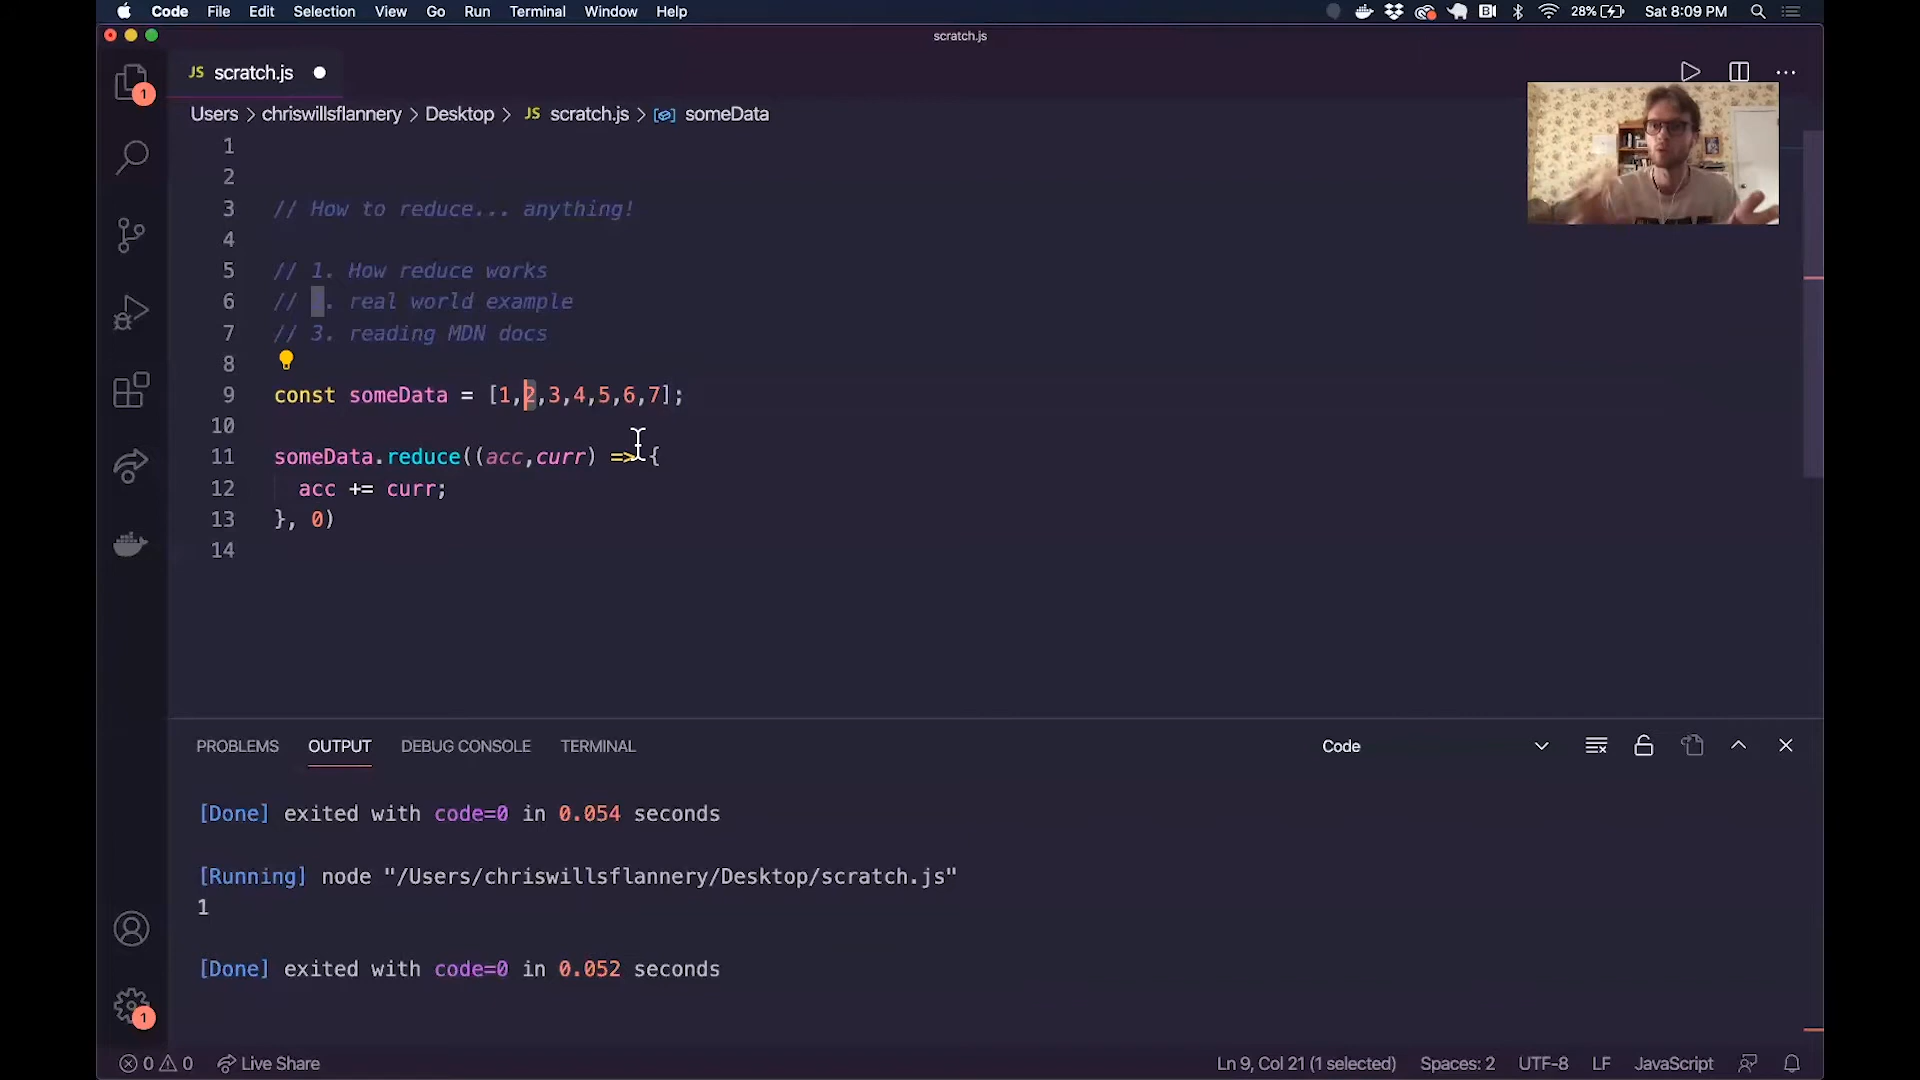 Code File Edit Selection View Go Run Terminal Window Help 28% Sat 8:09 PM
scratch.js
JS scratch.js
1
Users > chriswillsflannery > Desktop > JS scratch.js > someData
1
2
3 // How to reduce... anything!
4
5 // 1. How reduce works
6 // . real world example
7 // 3. reading MDN docs
8
9 const someData = [1,2,3,4,5,6,7];
10
11 someData.reduce((acc,curr) => {
12 acc += curr;
13 }, 0)
14
PROBLEMS OUTPUT DEBUG CONSOLE TERMINAL Code
[Done] exited with code=0 in 0.054 seconds
[Running] node "/Users/chriswillsflannery/Desktop/scratch.js"
1
[Done] exited with code=0 in 0.052 seconds
1
0 0 Live Share Ln 9, Col 21 (1 selected) Spaces: 2 UTF-8 LF JavaScript